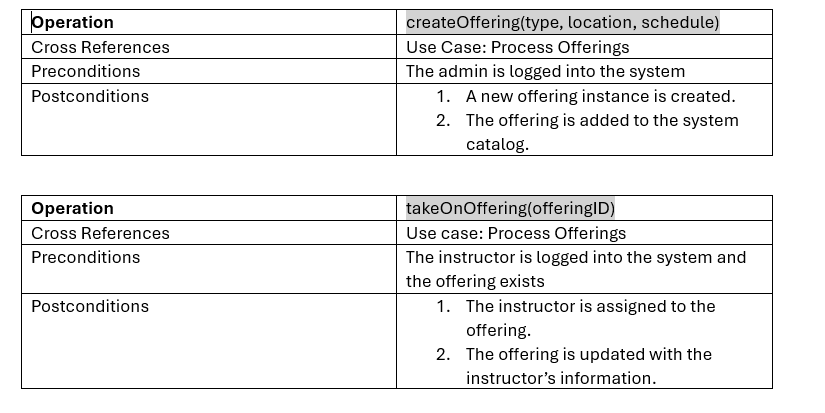 Operation createOffering(type, location, schedule)
Cross References Use Case: Process Offerings
Preconditions The admin is logged into the system
Postconditions 1. A new offering instance is created.
2. The offering is added to the system
catalog.
Operation takeOnOffering(offeringID)
Cross References Use case: Process Offerings
Preconditions The instructor is logged into the system and
the offering exists
Postconditions 1. The instructor is assigned to the
offering.
2. The offering is updated with the
instructor’s information.